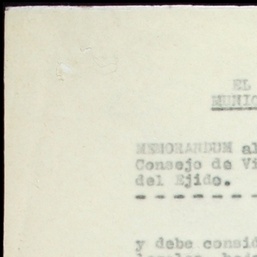 EL
MUNIC
MEMORANDUM al
Consejo de Vi
del Ejido.
- - - - - - - - -
y debe consid